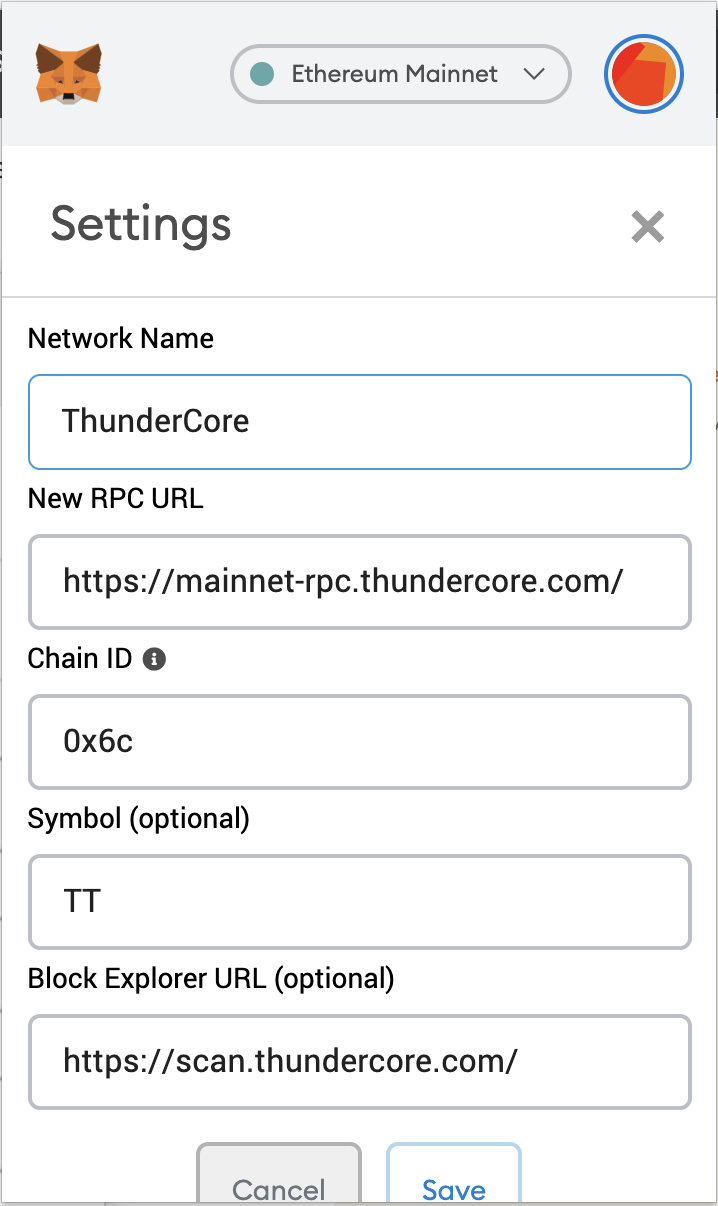 Ethereum Mainnet
Settings
Network Name
ThunderCore
New RPC URL
https://mainnet-rpc.thundercore.com/
Chain ID
0x6c
Symbol (optional)
TT
Block Explorer URL (optional)
https://scan.thundercore.com/
Cancel Save